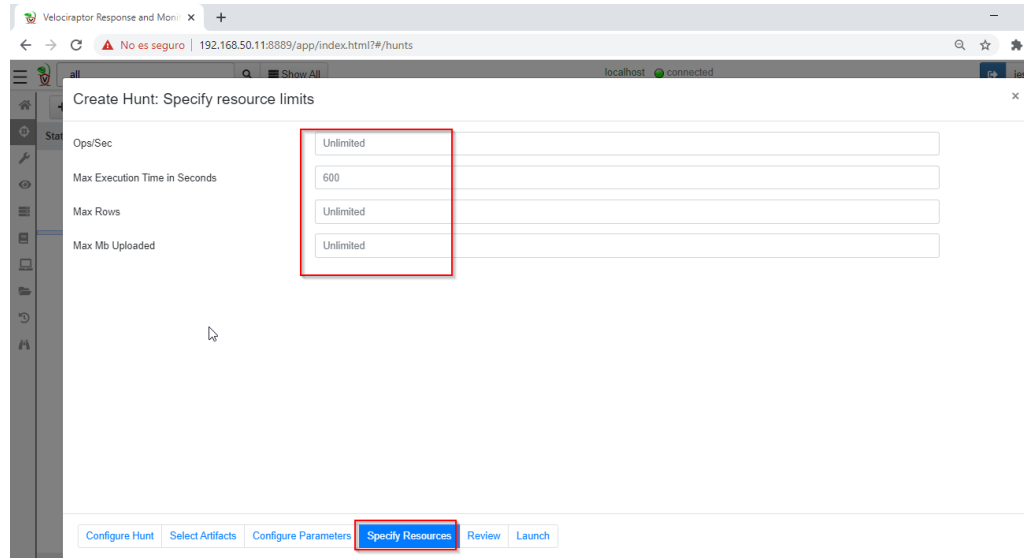 Velociraptor Response and Monit
No es seguro | 192.168.50.11:8889/app/index.html?#/hunts
all
Show All
localhost connected
Create Hunt: Specify resource limits
Stat
Ops/Sec
Unlimited
Max Execution Time in Seconds
600
Max Rows
Unlimited
Max Mb Uploaded
Unlimited
Configure Hunt Select Artifacts Configure Parameters Specify Resources Review Launch